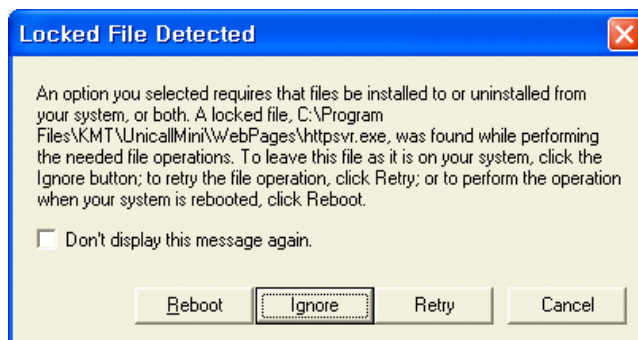 Locked File Detected
An option you selected requires that files be installed to or uninstalled from
your system, or both. A locked file, C:\Program
Files\KMT\UnicallMini\WebPages\httpsvr.exe, was found while performing
the needed file operations. To leave this file as it is on your system, click the
Ignore button; to retry the file operation, click Retry; or to perform the operation
when your system is rebooted, click Reboot.
Don't display this message again.
Reboot Ignore Retry Cancel